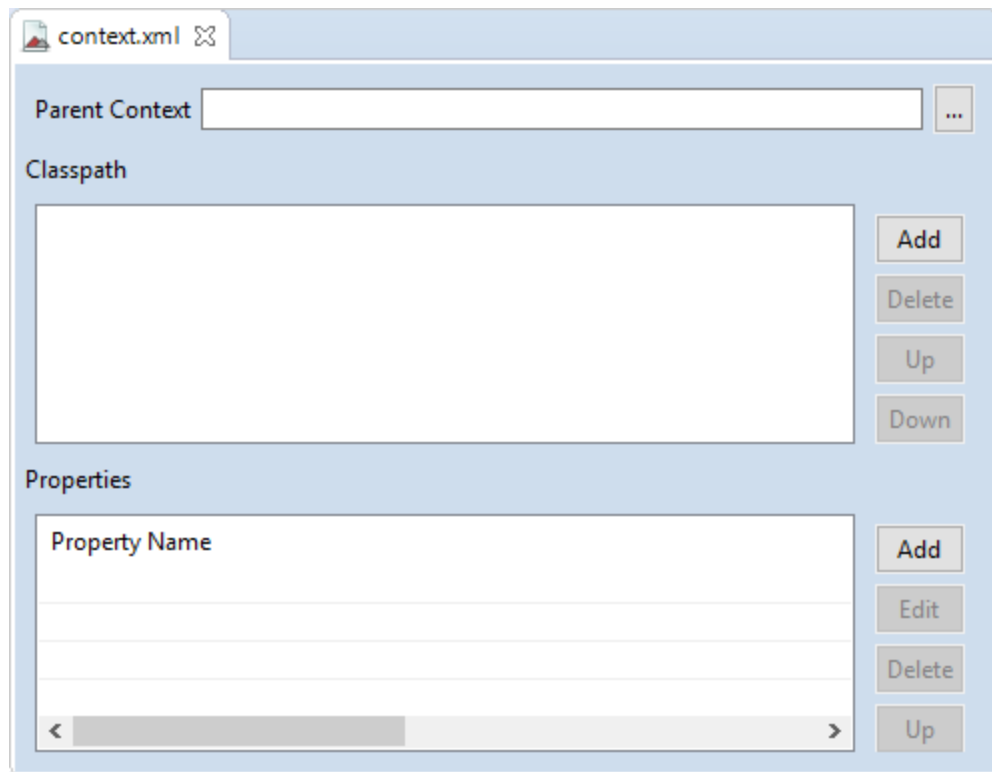 context.xml
Parent Context ...
Classpath
Add
Delete
Up
Down
Properties
Property Name
Add
Edit
Delete
Up